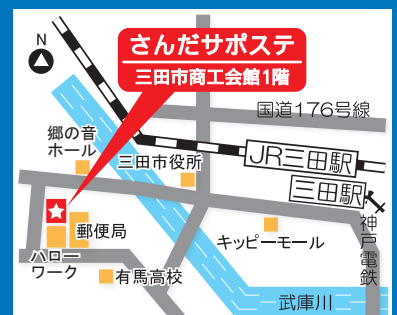 さんだサポステ
三田市商工会館1階
N
国道176号線
郷の音
ホール
三田市役所
JR三田駅
三田駅
神戸電鉄
郵便局
ハロー
ワーク
キッピーモール
有馬高校
武庫川